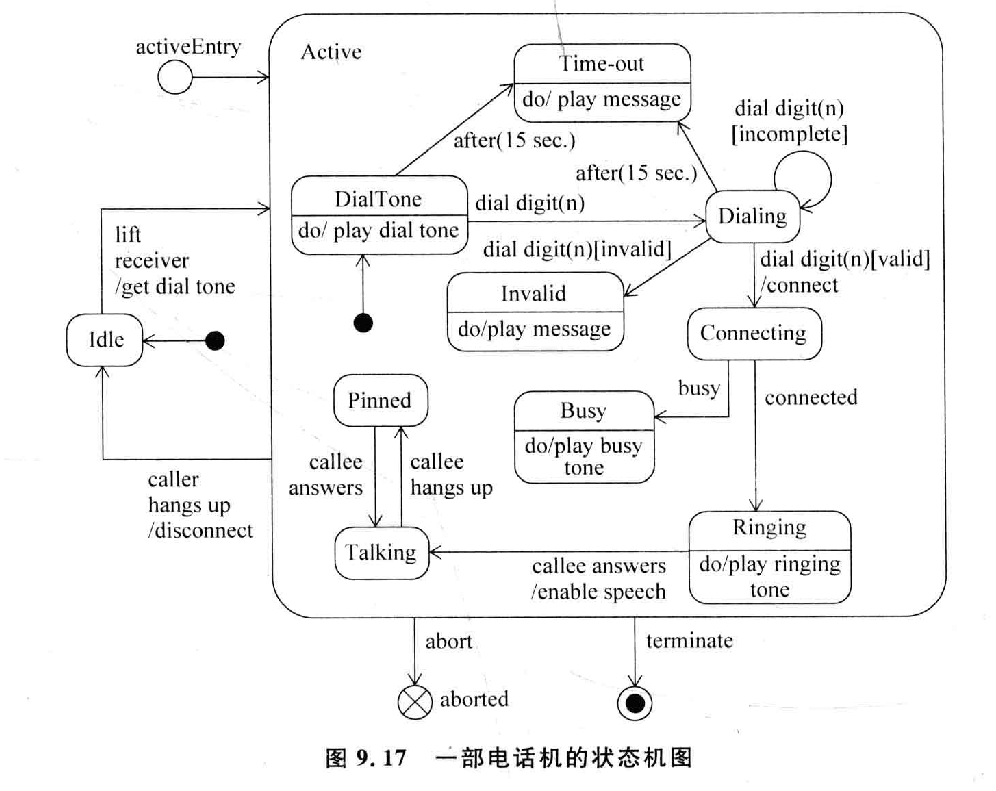 activeEntry
Active
Time-out
do/ play message
dial digit(n)
[incomplete]
after(15 sec.)
after(15 sec.)
DialTone
do/ play dial tone
dial digit(n)
Dialing
lift
receiver
/get dial tone
dial digit(n)[invalid]
dial digit(n)[valid]
/connect
Invalid
do/play message
Idle
Connecting
Pinned
busy
connected
Busy
do/play busy
tone
callee
answers
callee
hangs up
caller
hangs up
/disconnect
Talking
Ringing
do/play ringing
tone
callee answers
/enable speech
abort
terminate
aborted
图 9.17 一部电话机的状态机图